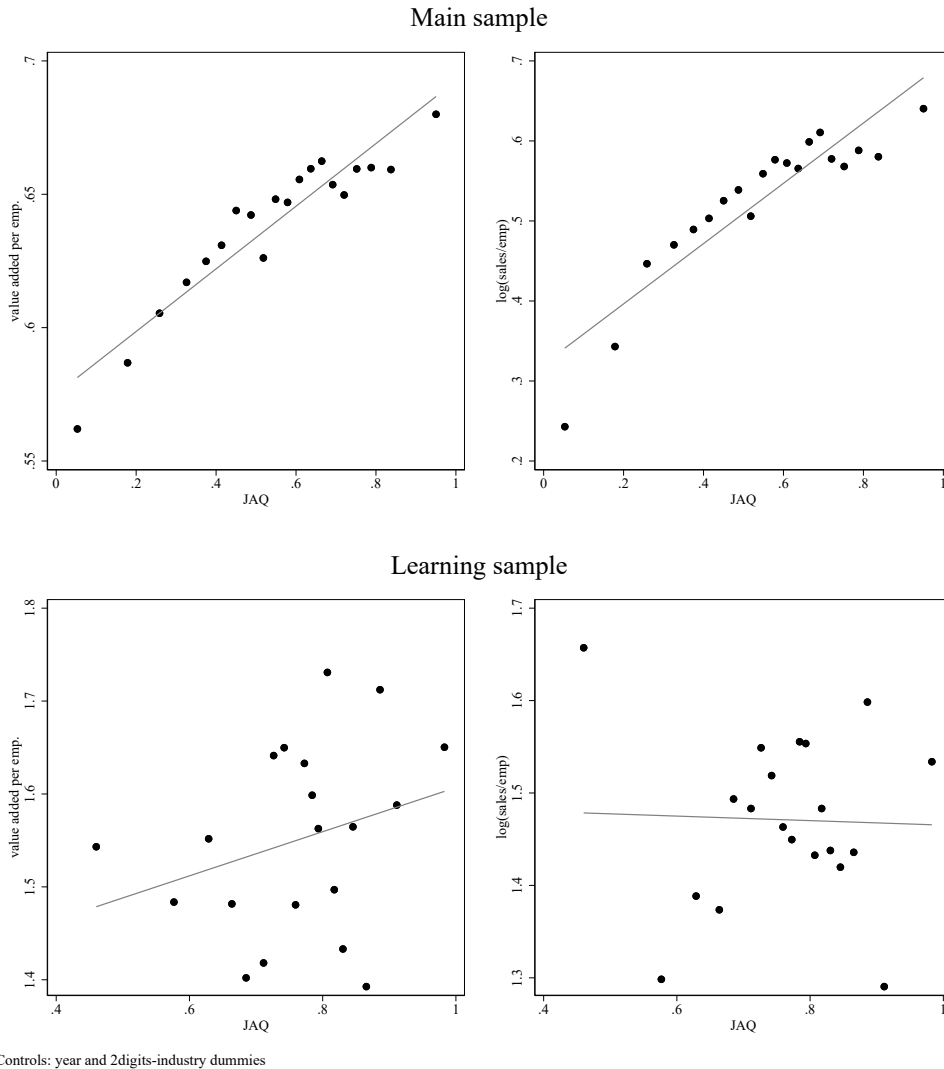 Main sample
.7
.65
.6
.55
value added per emp.
0 .2 .4 .6 .8 1
JAQ
.7
.6
.5
.4
.3
.2
log(sales/emp)
0 .2 .4 .6 .8 1
JAQ
Learning sample
1.8
1.7
1.6
1.5
1.4
value added per emp.
.4 .6 .8 1
JAQ
1.7
1.6
1.5
1.4
1.3
log(sales/emp)
.4 .6 .8 1
JAQ
Controls: year and 2digits-industry dummies